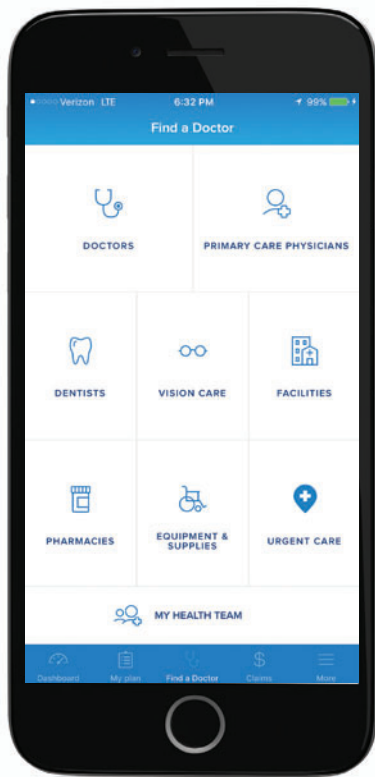 Verizon LTE 6:32 PM 99%
Find a Doctor
DOCTORS
PRIMARY CARE PHYSICIANS
DENTISTS
VISION CARE
FACILITIES
PHARMACIES
EQUIPMENT &
SUPPLIES
URGENT CARE
MY HEALTH TEAM
Dashboard My plan Find a Doctor Claims More